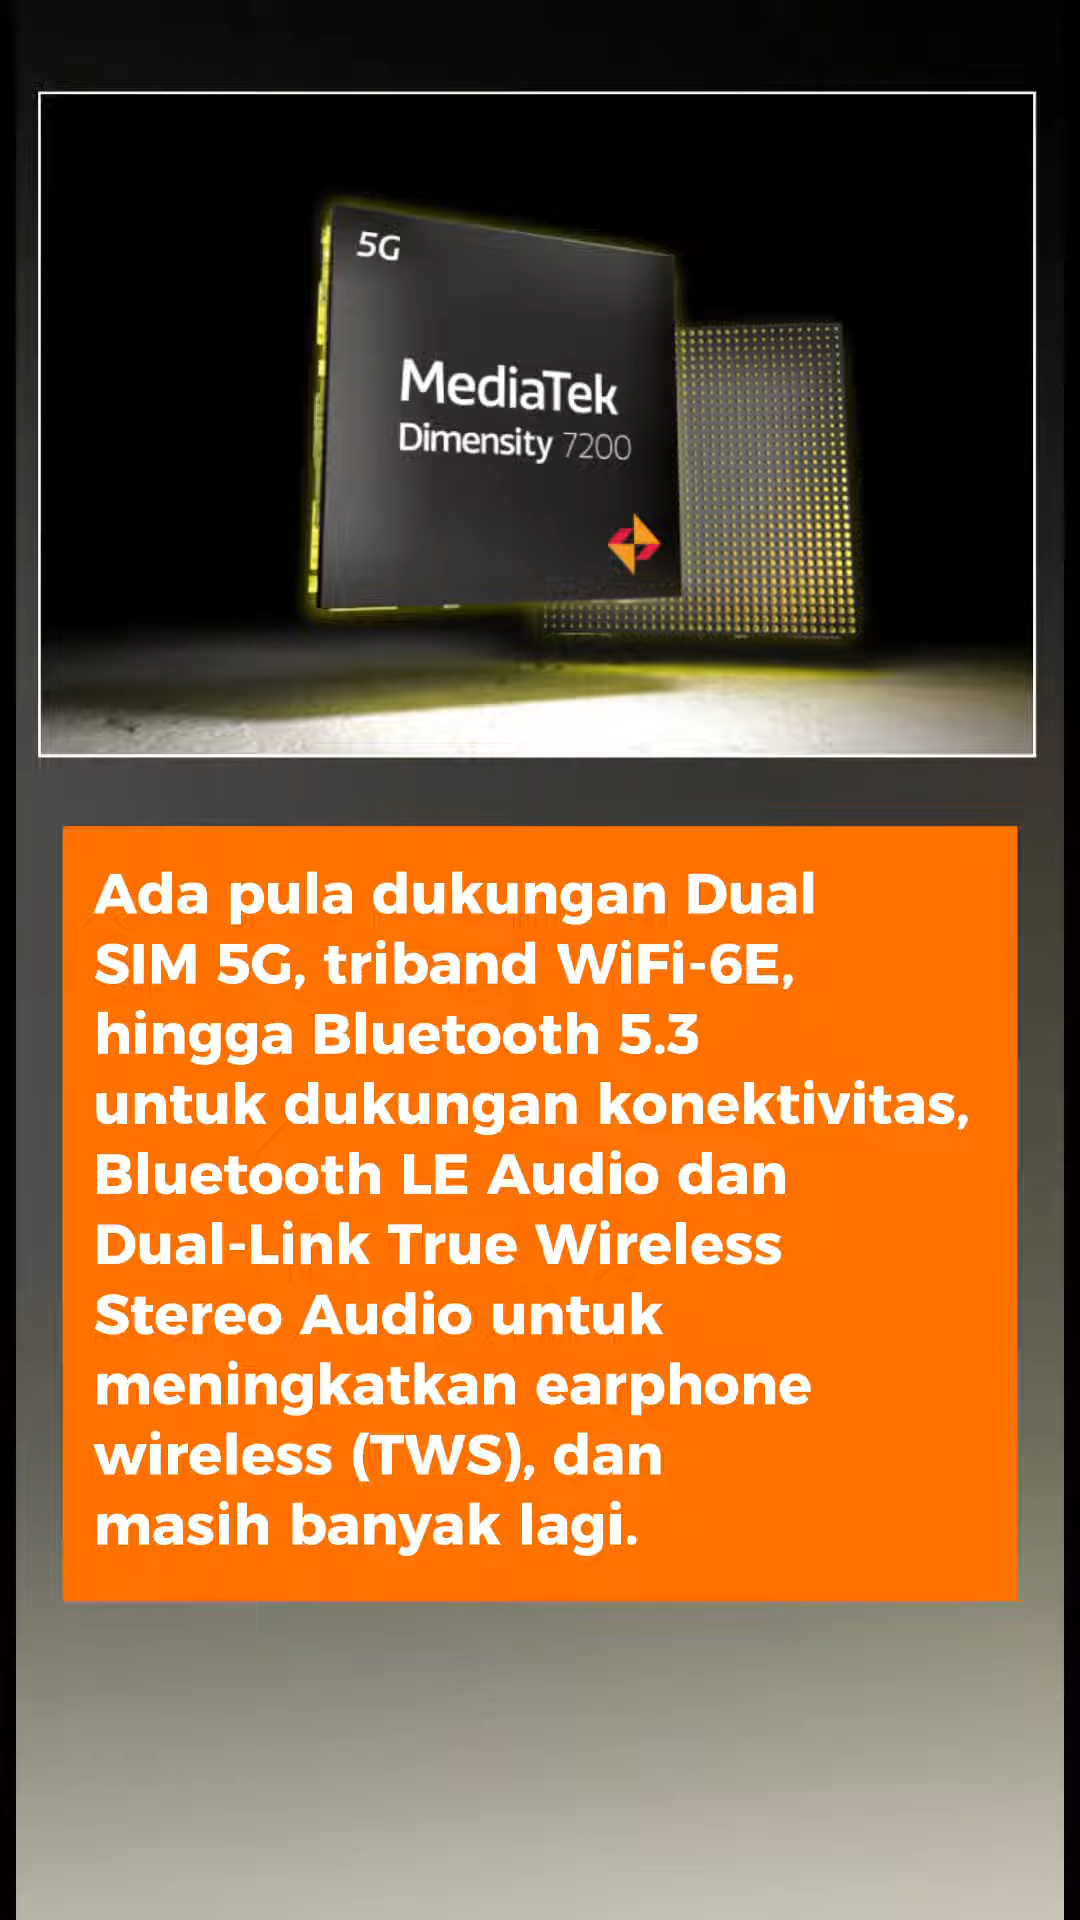 5G
MediaTek
Dimensity 7200
Ada pula dukungan Dual
SIM 5G, triband WiFi-6E,
hingga Bluetooth 5.3
untuk dukungan konektivitas,
Bluetooth LE Audio dan
Dual-Link True Wireless
Stereo Audio untuk
meningkatkan earphone
wireless (TWS), dan
masih banyak lagi.